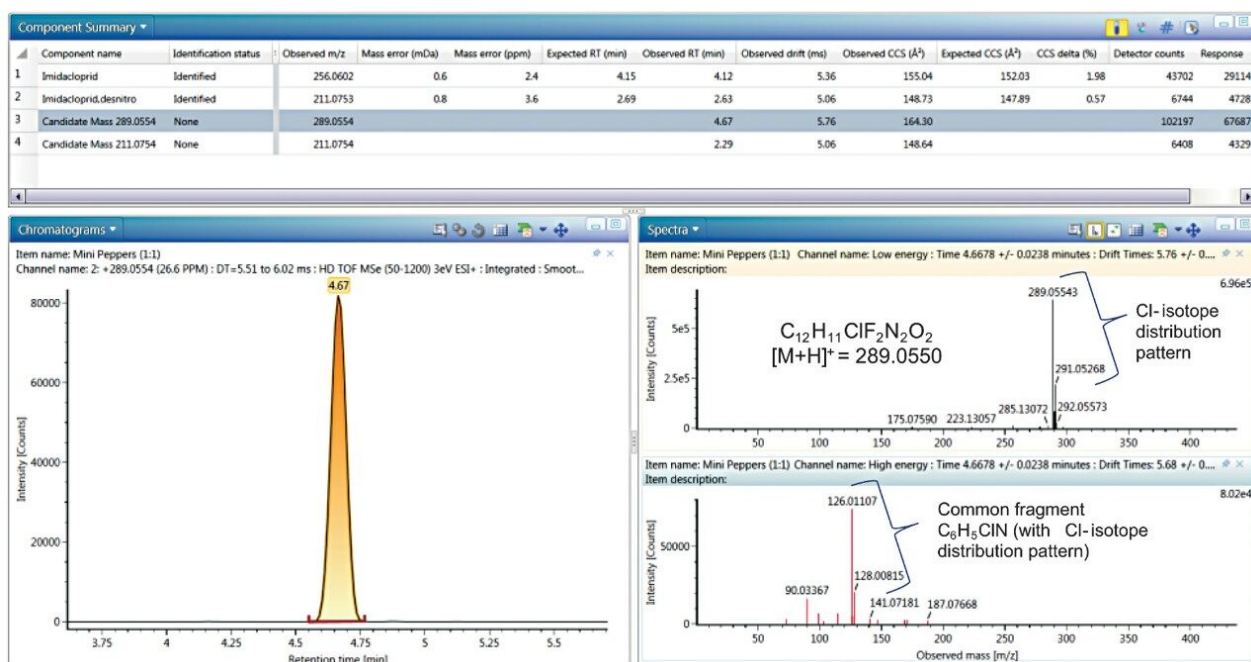 Component Summary
Component name Identification status Observed m/z Mass error (mDa) Mass error (ppm) Expected RT (min) Observed RT (min) Observed drift (ms) Observed CCS (Å²) Expected CCS (Å²) CCS delta (%) Detector counts Response
1 Imidacloprid Identified 256.0602 0.6 2.4 4.15 4.12 5.36 155.04 152.03 1.98 43702 29114
2 Imidacloprid,desnitro Identified 211.0753 0.8 3.6 2.69 2.63 5.06 148.73 147.89 0.57 6744 4728
3 Candidate Mass 289.0554 None 289.0554 4.67 5.76 164.30 102197 67687
4 Candidate Mass 211.0754 None 211.0754 2.29 5.06 148.64 6408 4329
Chromatograms
Item name: Mini Peppers (1:1)
Channel name: 2: +289.0554 (26.6 PPM) : DT=5.51 to 6.02 ms : HD TOF MSe (50-1200) 3eV ESI+ : Integrated : Smoot...
4.67
80000
60000
40000
20000
0
Intensity [Counts]
3.75 4 4.25 4.5 4.75 5 5.25 5.5
Retention time [min]
Spectra
Item name: Mini Peppers (1:1) Channel name: Low energy : Time 4.6678 +/- 0.0238 minutes : Drift Times: 5.76 +/- 0....
Item description:
6.96e5
289.05543
5e5
2.5e5
0
Intensity [Counts]
C₁₂H₁₁ClF₂N₂O₂
[M+H]⁺ = 289.0550
Cl-isotope
distribution
pattern
291.05268
175.07590 223.13057 285.13072 292.05573
50 100 150 200 250 300 350 400
Item name: Mini Peppers (1:1) Channel name: High energy : Time 4.6678 +/- 0.0238 minutes : Drift Times: 5.68 +/- 0....
Item description:
8.02e4
126.01107
50000
0
Intensity [Counts]
Common fragment
C₆H₅ClN (with Cl-isotope
distribution pattern)
90.03367 128.00815
141.07181 187.07668
50 100 150 200 250 300 350 400
Observed mass [m/z]